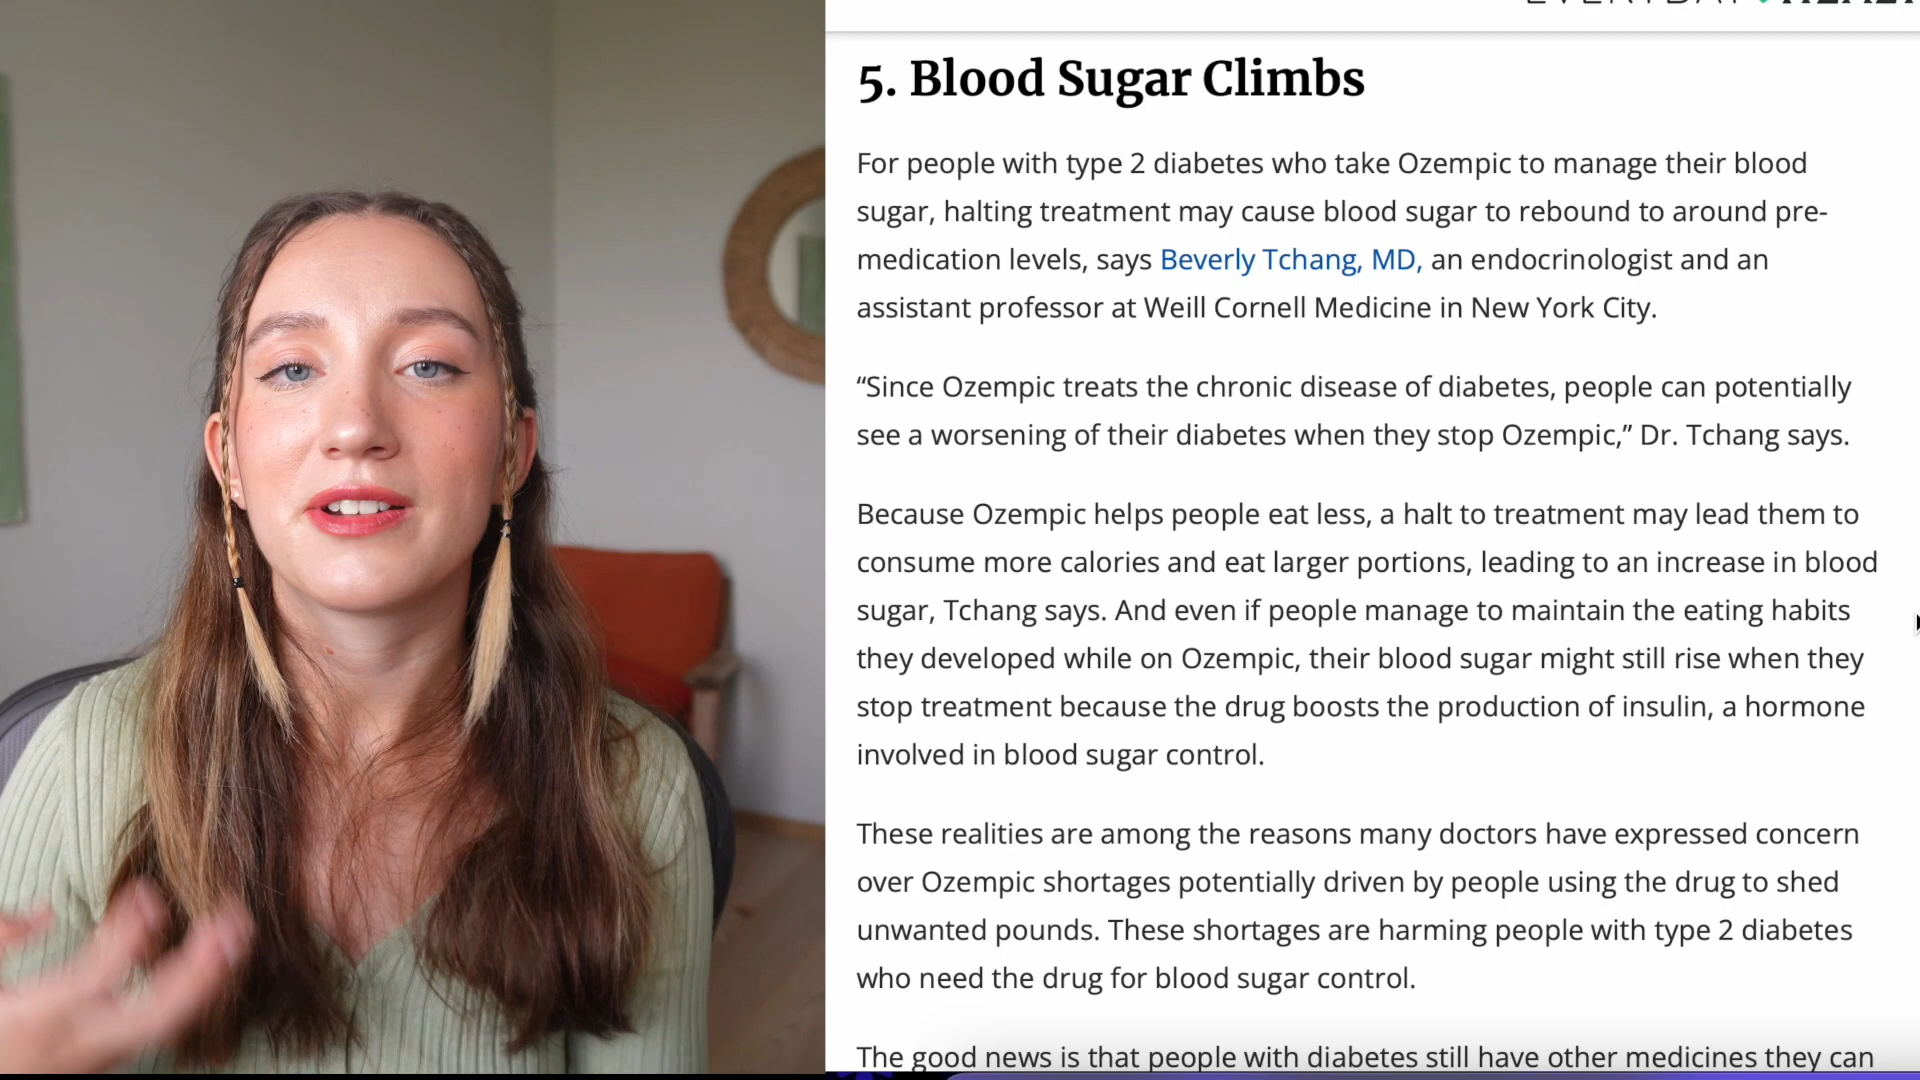 5. Blood Sugar Climbs
For people with type 2 diabetes who take Ozempic to manage their blood
sugar, halting treatment may cause blood sugar to rebound to around pre-
medication levels, says Beverly Tchang, MD, an endocrinologist and an
assistant professor at Weill Cornell Medicine in New York City.
“Since Ozempic treats the chronic disease of diabetes, people can potentially
see a worsening of their diabetes when they stop Ozempic,” Dr. Tchang says.
Because Ozempic helps people eat less, a halt to treatment may lead them to
consume more calories and eat larger portions, leading to an increase in blood
sugar, Tchang says. And even if people manage to maintain the eating habits
they developed while on Ozempic, their blood sugar might still rise when they
stop treatment because the drug boosts the production of insulin, a hormone
involved in blood sugar control.
These realities are among the reasons many doctors have expressed concern
over Ozempic shortages potentially driven by people using the drug to shed
unwanted pounds. These shortages are harming people with type 2 diabetes
who need the drug for blood sugar control.
The good news is that people with diabetes still have other medicines they can